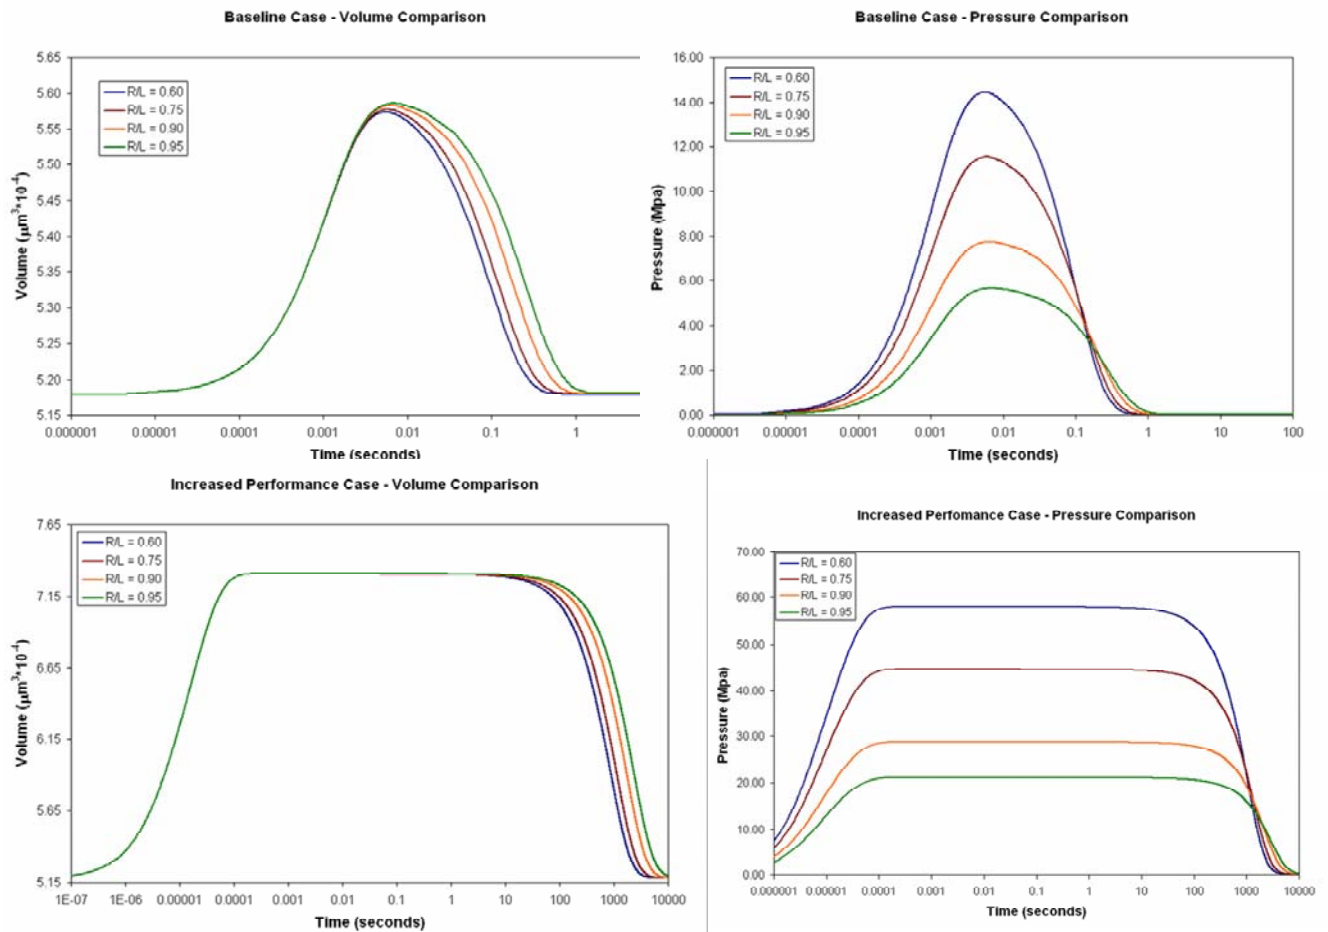 Baseline Case - Volume Comparison
5.65
5.60
5.55
5.50
5.45
5.40
5.35
5.30
5.25
5.20
5.15
Volume (μm³*10⁻⁴)
R/L = 0.60
R/L = 0.75
R/L = 0.90
R/L = 0.95
0.000001 0.00001 0.0001 0.001 0.01 0.1 1
Time (seconds)
Baseline Case - Pressure Comparison
16.00
14.00
12.00
10.00
8.00
6.00
4.00
2.00
0.00
Pressure (Mpa)
R/L = 0.60
R/L = 0.75
R/L = 0.90
R/L = 0.95
0.000001 0.00001 0.0001 0.001 0.01 0.1 1 10 100
Time (seconds)
Increased Performance Case - Volume Comparison
7.65
7.15
6.65
6.15
5.65
5.15
Volume (μm³*10⁻⁴)
R/L = 0.60
R/L = 0.75
R/L = 0.90
R/L = 0.95
1E-07 1E-06 0.00001 0.0001 0.001 0.01 0.1 1 10 100 1000 10000
Time (seconds)
Increased Perfomance Case - Pressure Comparison
70.00
60.00
50.00
40.00
30.00
20.00
10.00
0.00
Pressure (Mpa)
R/L = 0.60
R/L = 0.75
R/L = 0.90
R/L = 0.95
0.000001 0.00001 0.0001 0.001 0.01 0.1 1 10 100 1000 10000
Time (seconds)